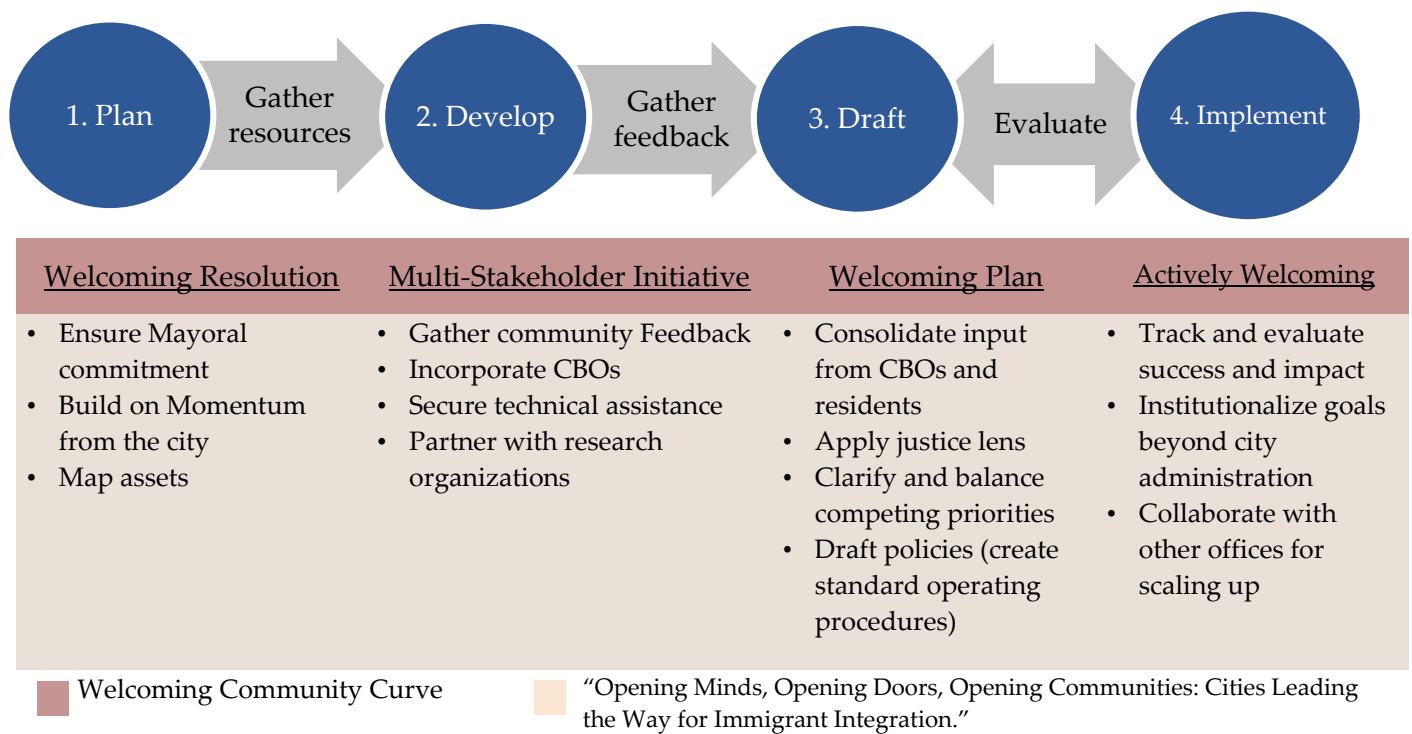 1. Plan
Gather
resources
2. Develop
Gather
feedback
3. Draft
Evaluate
4. Implement
Welcoming Resolution
• Ensure Mayoral
commitment
• Build on Momentum
from the city
• Map assets
Multi-Stakeholder Initiative
• Gather community Feedback
• Incorporate CBOs
• Secure technical assistance
• Partner with research
organizations
Welcoming Plan
• Consolidate input
from CBOs and
residents
• Apply justice lens
• Clarify and balance
competing priorities
• Draft policies (create
standard operating
procedures)
Actively Welcoming
• Track and evaluate
success and impact
• Institutionalize goals
beyond city
administration
• Collaborate with
other offices for
scaling up
Welcoming Community Curve
“Opening Minds, Opening Doors, Opening Communities: Cities Leading
the Way for Immigrant Integration.”